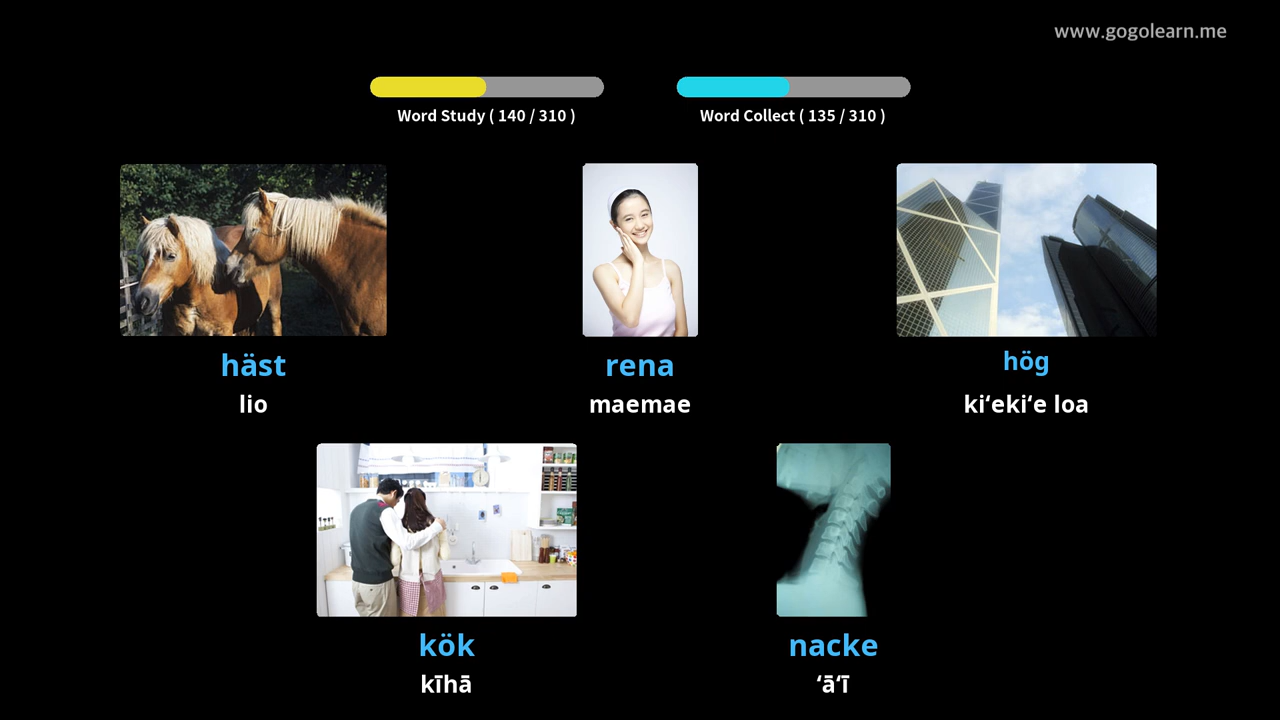 www.gogolearn.me
Word Study ( 140 / 310 )
Word Collect ( 135 / 310 )
häst
lio
rena
maemae
hög
kiʻekiʻe loa
kök
kīhā
nacke
ʻāʻī